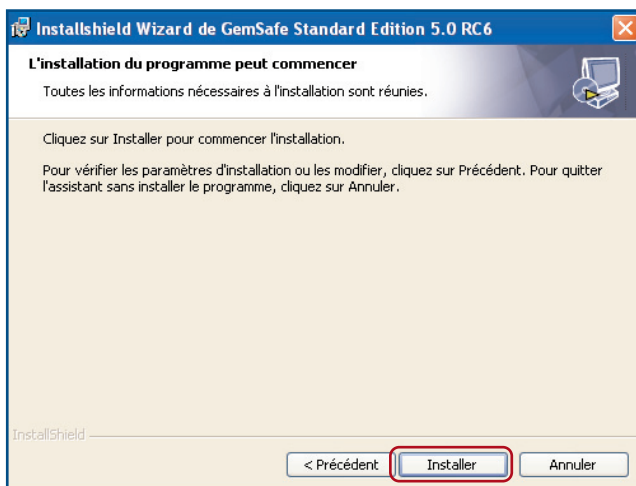 Installshield Wizard de GemSafe Standard Edition 5.0 RC6
L'installation du programme peut commencer
Toutes les informations nécessaires à l'installation sont réunies.
Cliquez sur Installer pour commencer l'installation.
Pour vérifier les paramètres d'installation ou les modifier, cliquez sur Précédent. Pour quitter
l'assistant sans installer le programme, cliquez sur Annuler.
InstallShield
< Précédent
Installer
Annuler